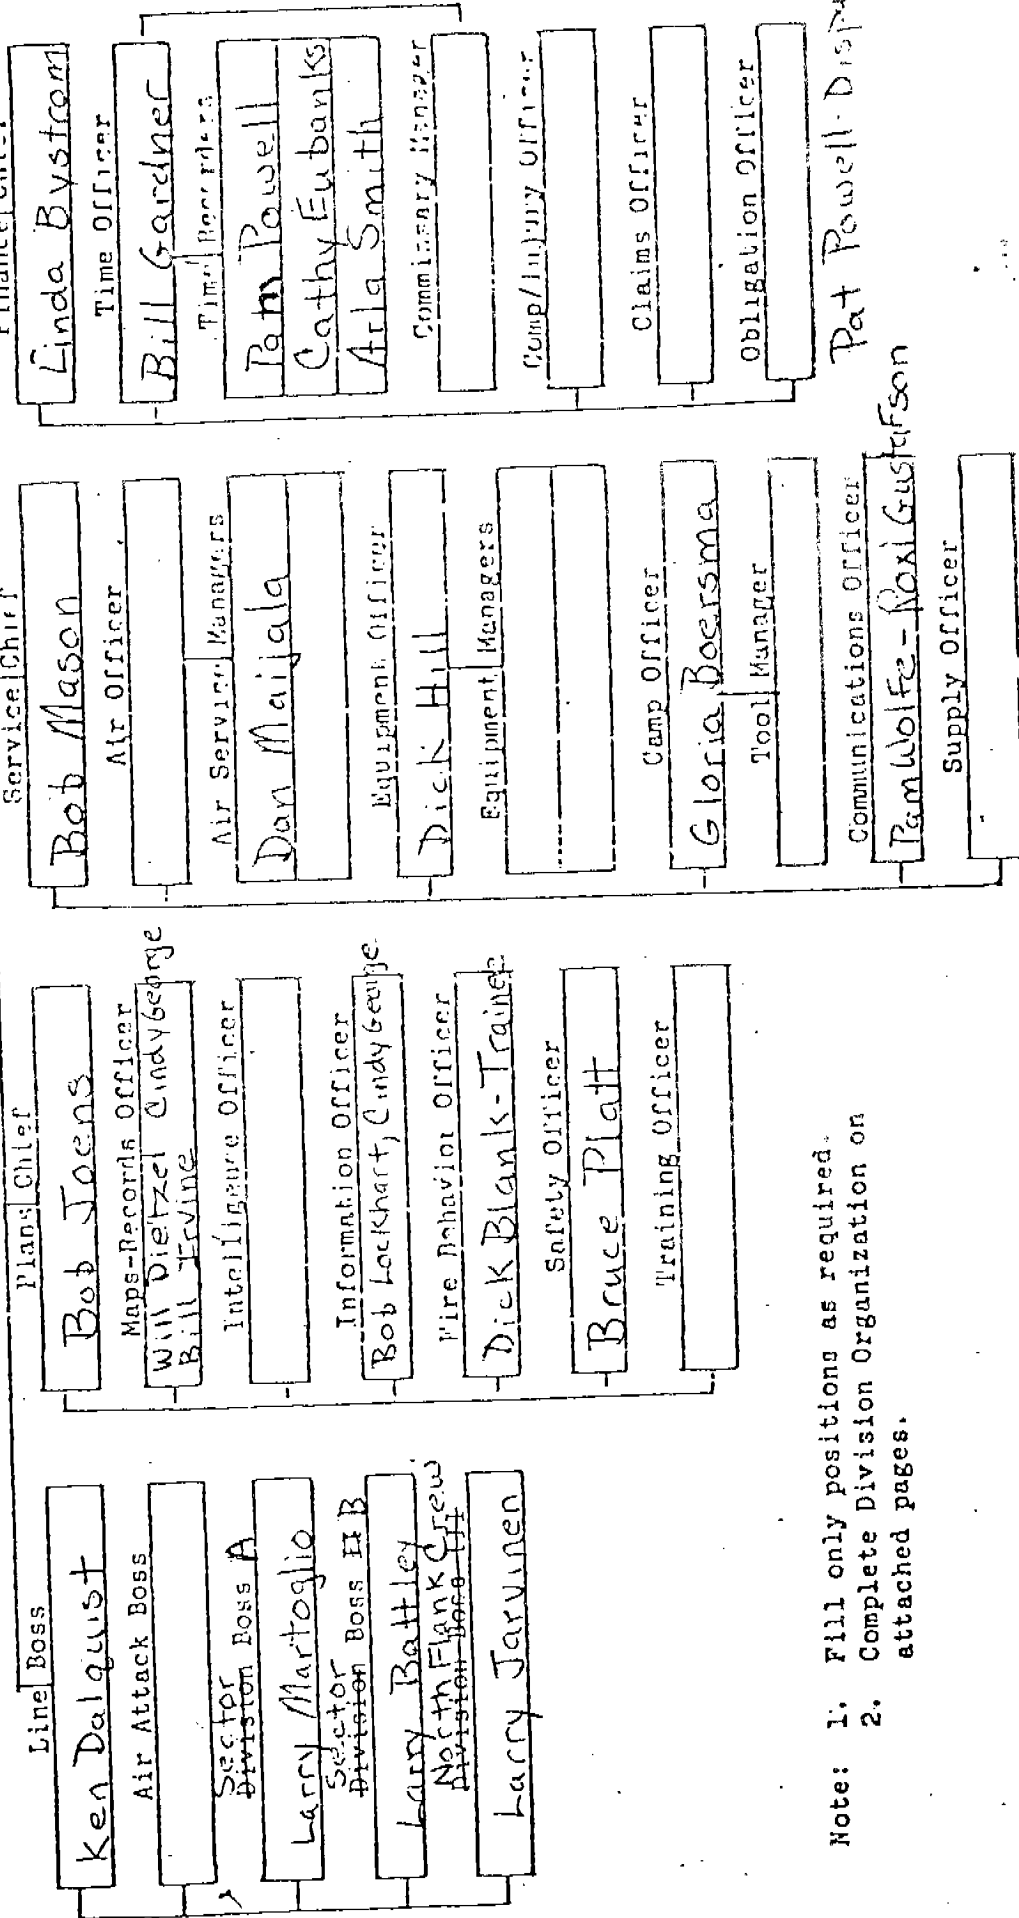 Line Boss
Ken Dalquist
Air Attack Boss
Sector
Division Boss A
Larry Martoglio
Sector
Division Boss II B
Larry Battley
North Flank Crew
Division Boss III
Larry Jarvinen
Plans Chief
Bob Joens
Maps-Records Officer
Will Dietzel Cindy George
Bill Irvine
Intelligence Officer
Information Officer
Bob Lockhart, Cindy George
Fire Behavior Officer
Dick Blank-Trainee
Safety Officer
Bruce Platt
Training Officer
Service Chief
Bob Mason
Air Officer
Air Service Managers
Dan Maijala
Equipment Officer
Dick Hill
Equipment Managers
Camp Officer
Gloria Boersma
Tool Manager
Communications Officer
Pam Wolfe - Roxi Gustafson
Supply Officer
Finance Chief
Linda Bystrom
Time Officer
Bill Gardner
Time Recorders
Pam Powell
Cathy Eubanks
Arla Smith
Commissary Manager
Comp/Injury Officer
Claims Officer
Obligation Officer
Pat Powell-Disp
Note: 1. Fill only positions as required.
2. Complete Division Organization on
attached pages.